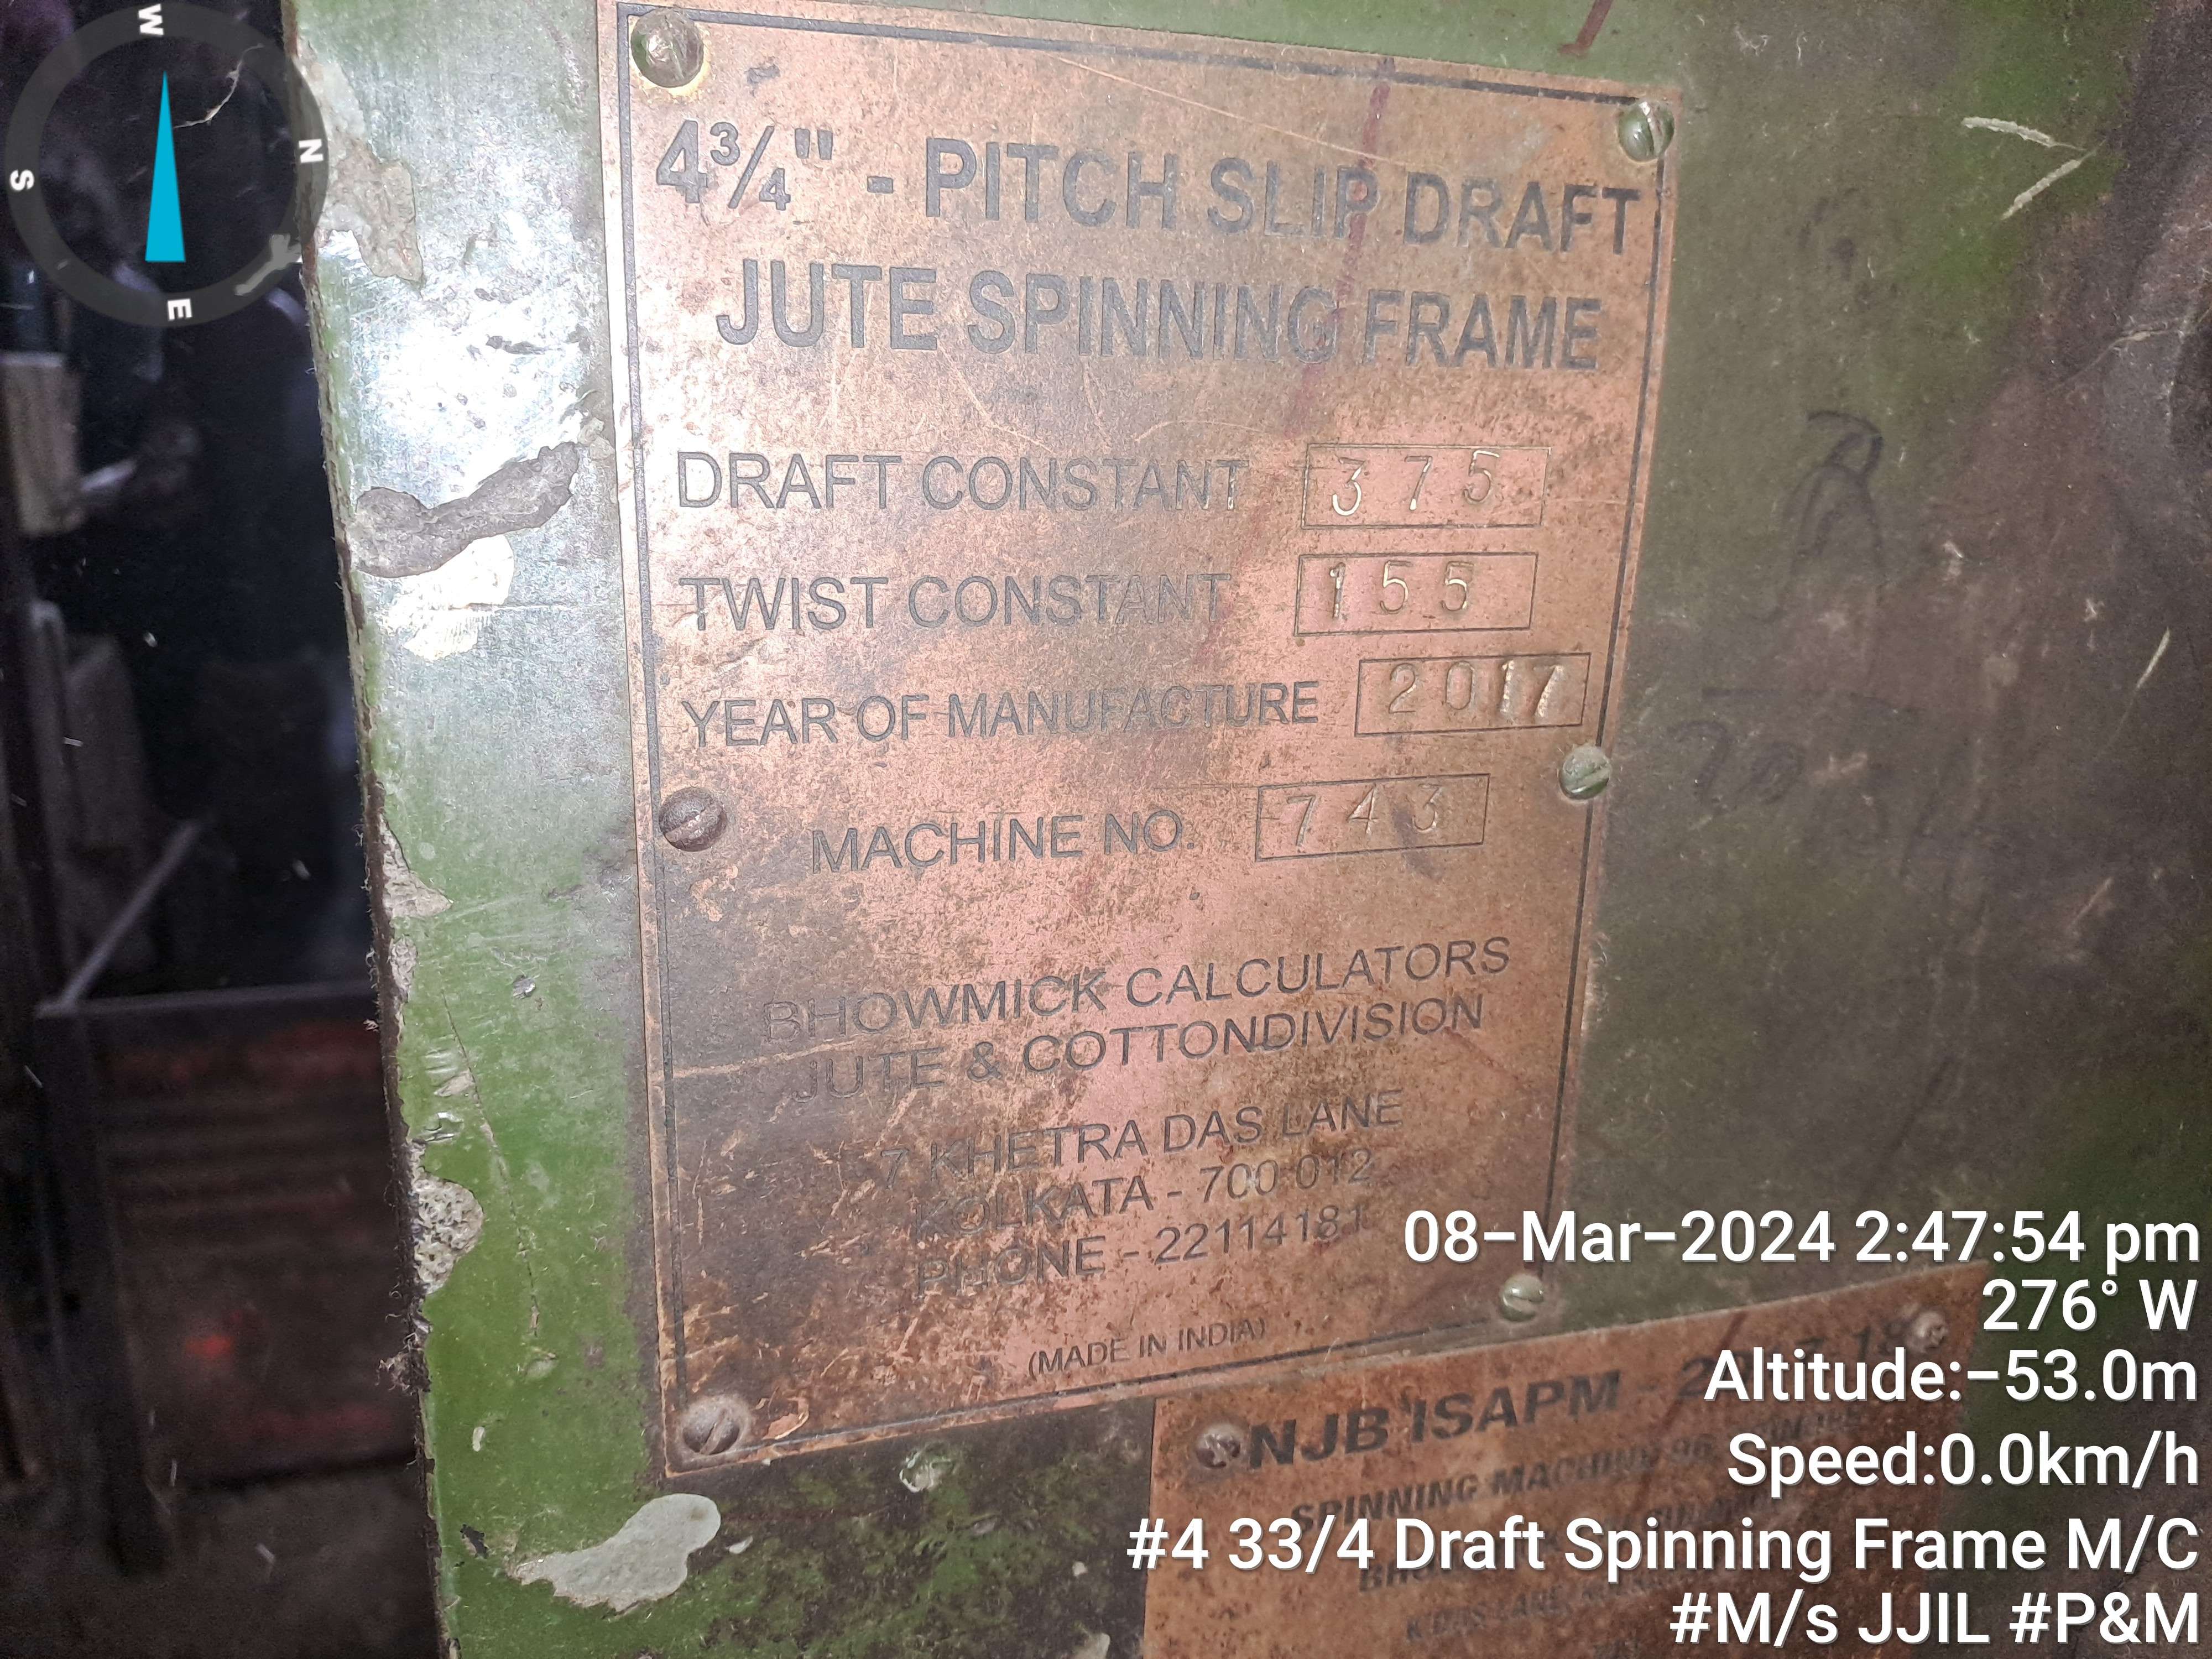 W
N
S
E
4¾" - PITCH SLIP DRAFT
JUTE SPINNING FRAME
DRAFT CONSTANT 375
TWIST CONSTANT 155
YEAR OF MANUFACTURE 2017
MACHINE NO. 743
BHOWMICK CALCULATORS
JUTE & COTTONDIVISION
7 KHETRA DAS LANE
KOLKATA - 700 012
PHONE - 22114181
(MADE IN INDIA)
NJB ISAPM -
SPINNING MACHINE 96
08-Mar-2024 2:47:54 pm
276° W
Altitude:-53.0m
Speed:0.0km/h
#4 33/4 Draft Spinning Frame M/C
#M/s JJIL #P&M